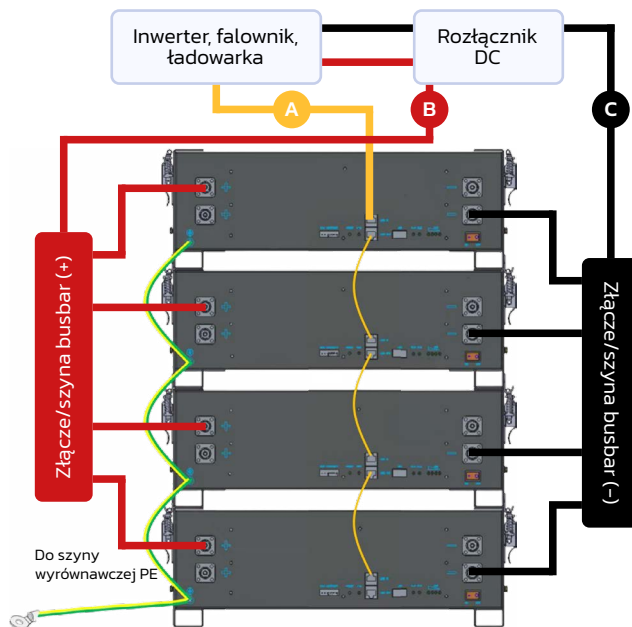 Inwerter, falownik,
ładowarka
Rozłącznik
DC
A
B
C
Złącze/szyna busbar (+)
Złącze/szyna busbar (–)
Do szyny
wyrównawczej PE